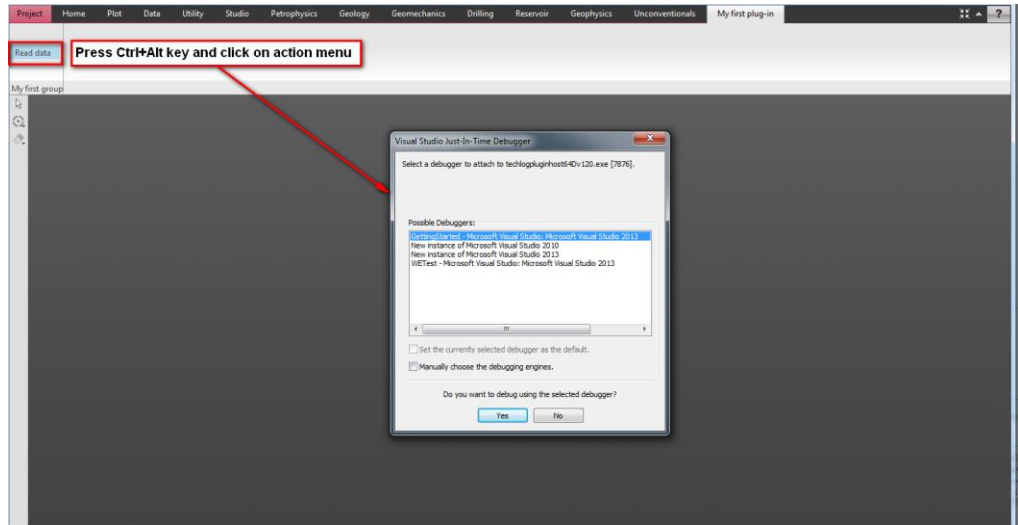 Project Home Plot Data Utility Studio Petrophysics Geology Geomechanics Drilling Reservoir Geophysics Unconventionals My first plug-in ?
Read data
Press Ctrl+Alt key and click on action menu
My first group
Visual Studio Just-In-Time Debugger
Select a debugger to attach to techlogpluginhost64Dv120.exe [7876].
Possible Debuggers:
GettingStarted - Microsoft Visual Studio: Microsoft Visual Studio 2013
New instance of Microsoft Visual Studio 2010
New instance of Microsoft Visual Studio 2013
WETest - Microsoft Visual Studio: Microsoft Visual Studio 2013
Set the currently selected debugger as the default.
Manually choose the debugging engines.
Do you want to debug using the selected debugger?
Yes No